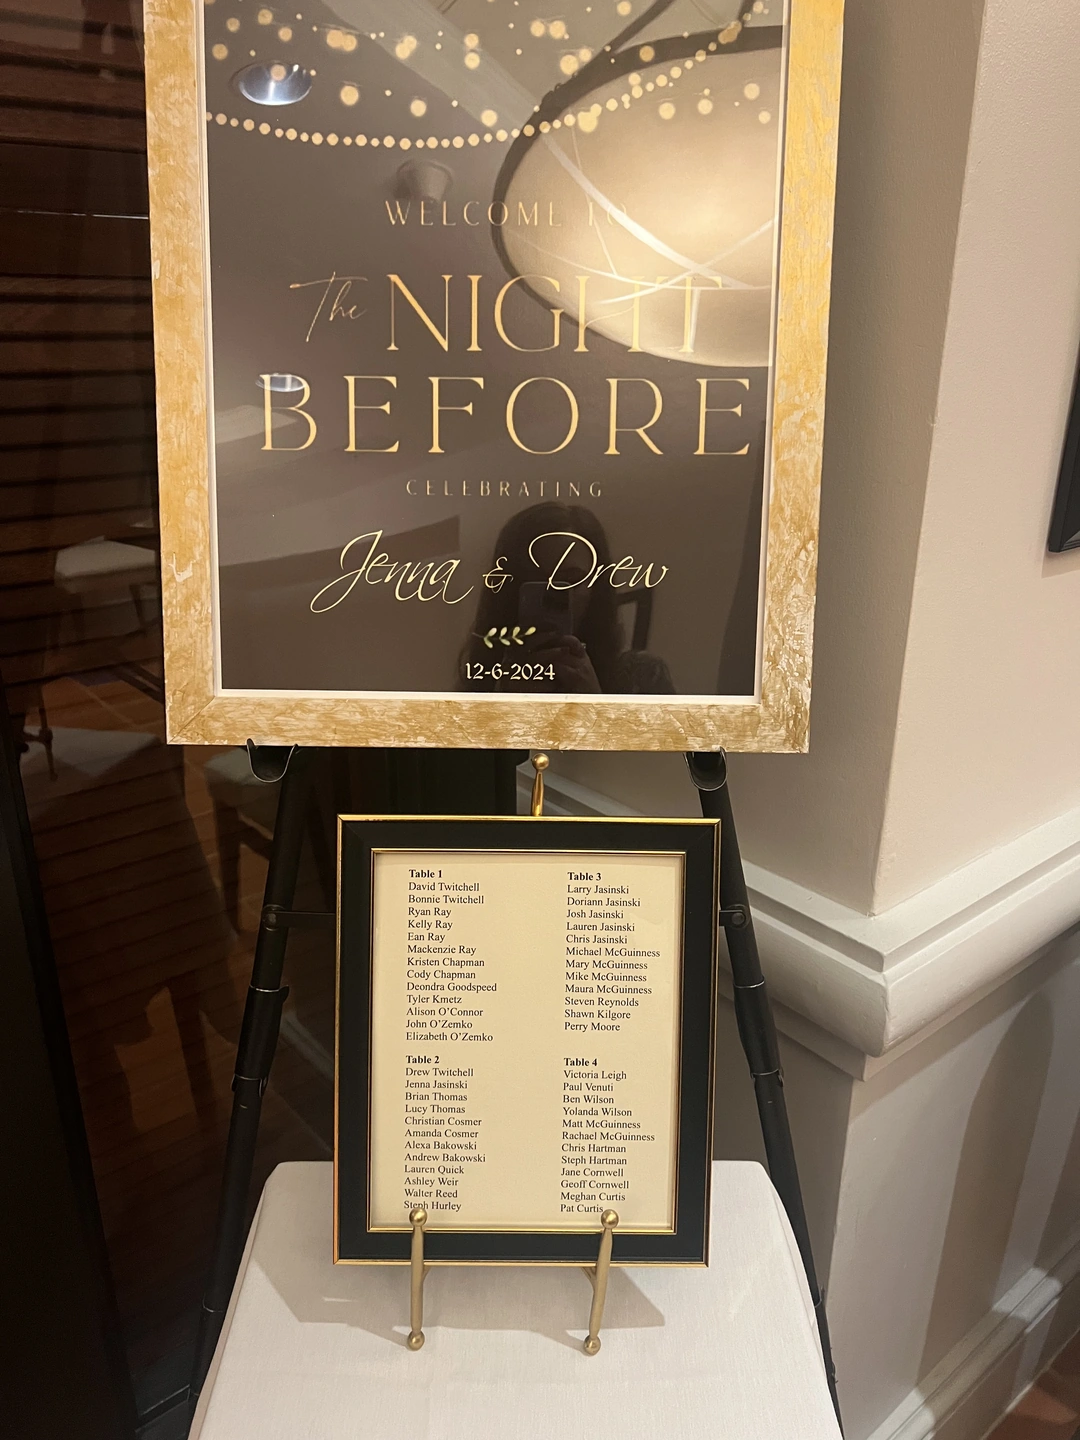 WELCOME TO
The NIGHT
BEFORE
CELEBRATING
Jenna & Drew
12-6-2024
Table 1
David Twitchell
Bonnie Twitchell
Ryan Ray
Kelly Ray
Ean Ray
Mackenzie Ray
Kristen Chapman
Cody Chapman
Deondra Goodspeed
Tyler Kmetz
Alison O'Connor
John O'Zemko
Elizabeth O'Zemko
Table 2
Drew Twitchell
Jenna Jasinski
Brian Thomas
Lucy Thomas
Christian Cosmer
Amanda Cosmer
Alexa Bakowski
Andrew Bakowski
Lauren Quick
Ashley Weir
Walter Reed
Steph Hurley
Table 3
Larry Jasinski
Doriann Jasinski
Josh Jasinski
Lauren Jasinski
Chris Jasinski
Michael McGuinness
Mary McGuinness
Mike McGuinness
Maura McGuinness
Steven Reynolds
Shawn Kilgore
Perry Moore
Table 4
Victoria Leigh
Paul Venuti
Ben Wilson
Yolanda Wilson
Matt McGuinness
Rachael McGuinness
Chris Hartman
Steph Hartman
Jane Cornwell
Geoff Cornwell
Meghan Curtis
Pat Curtis